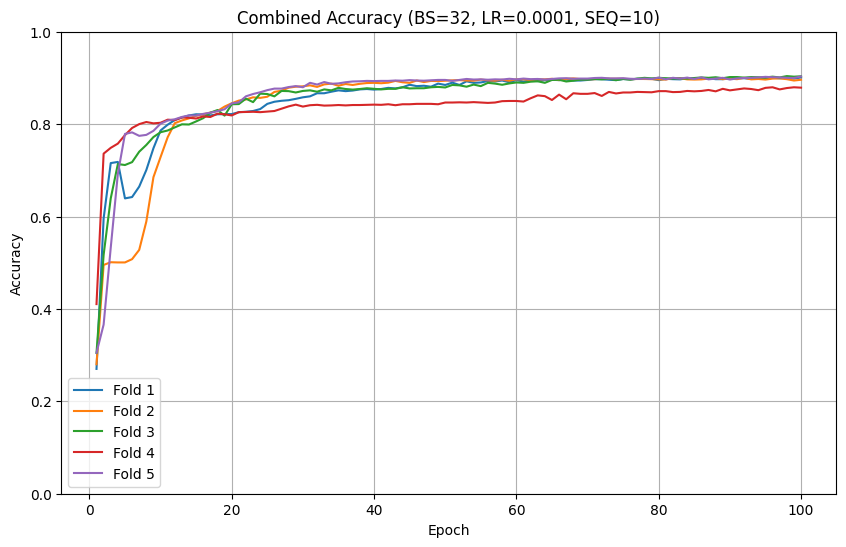 Combined Accuracy (BS=32, LR=0.0001, SEQ=10)
1.0
0.8
0.6
0.4
0.2
0.0
Accuracy
Fold 1
Fold 2
Fold 3
Fold 4
Fold 5
0 20 40 60 80 100
Epoch